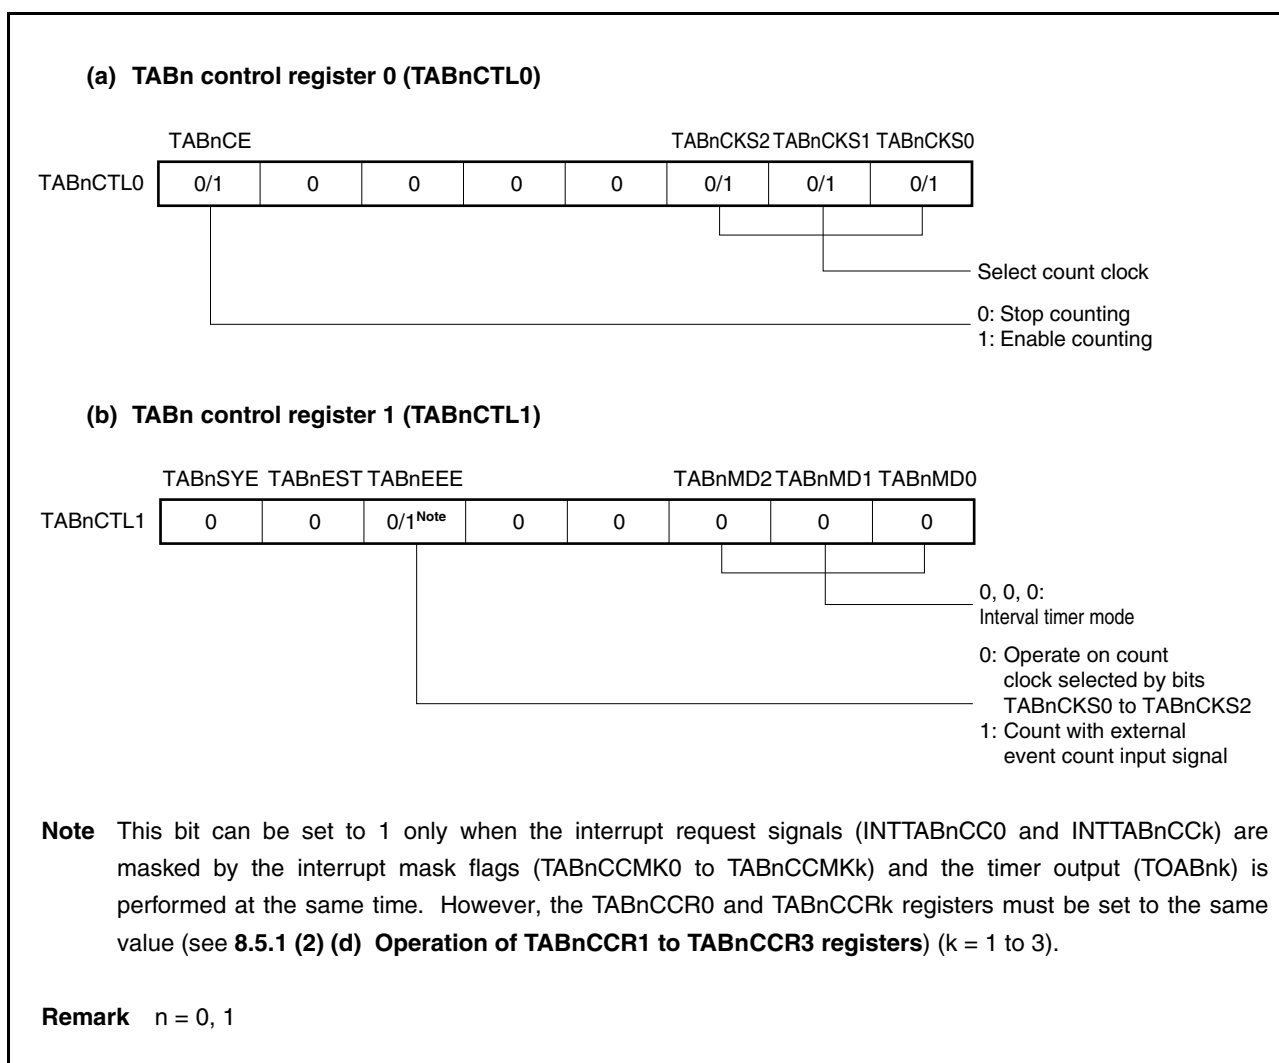 (a) TABn control register 0 (TABnCTL0)
TABnCE TABnCKS2 TABnCKS1 TABnCKS0
TABnCTL0 0/1 0 0 0 0 0/1 0/1 0/1
Select count clock
0: Stop counting
1: Enable counting
(b) TABn control register 1 (TABnCTL1)
TABnSYE TABnEST TABnEEE TABnMD2 TABnMD1 TABnMD0
TABnCTL1 0 0 0/1Note 0 0 0 0 0
0, 0, 0:
Interval timer mode
0: Operate on count
clock selected by bits
TABnCKS0 to TABnCKS2
1: Count with external
event count input signal
Note This bit can be set to 1 only when the interrupt request signals (INTTABnCC0 and INTTABnCCk) are
masked by the interrupt mask flags (TABnCCMK0 to TABnCCMKk) and the timer output (TOABnk) is
performed at the same time. However, the TABnCCR0 and TABnCCRk registers must be set to the same
value (see 8.5.1 (2) (d) Operation of TABnCCR1 to TABnCCR3 registers) (k = 1 to 3).
Remark n = 0, 1